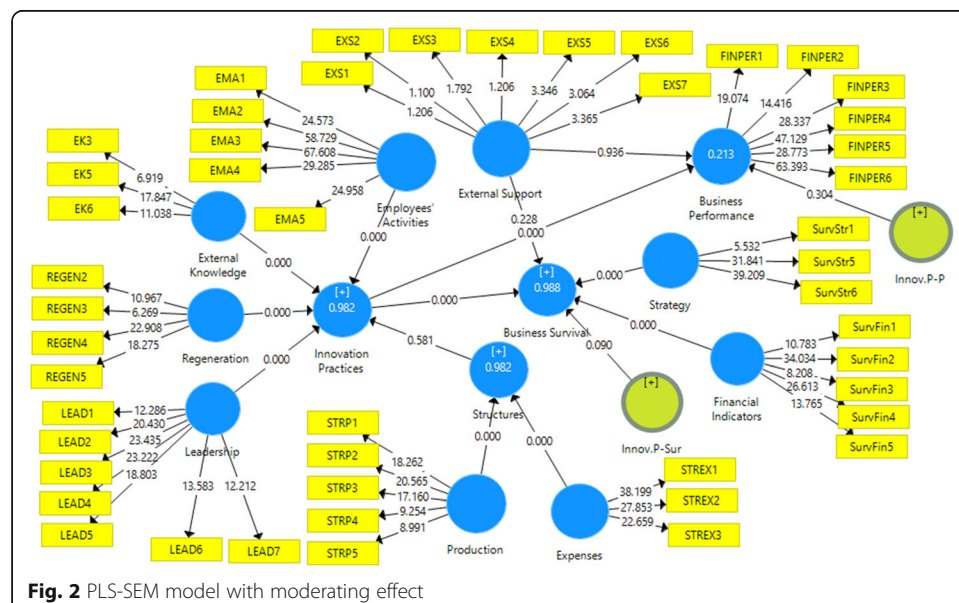 EXS2
EXS3
EXS4
EXS5
EXS6
EXS1
EXS7
1.100
1.792
1.206
3.346
3.064
1.206
3.365
EMA1
EMA2
EMA3
EMA4
EMA5
24.573
58.729
67.608
29.285
24.958
Employees'
Activities
0.000
External Support
0.936
0.228
FINPER1
FINPER2
FINPER3
FINPER4
FINPER5
FINPER6
19.074
14.416
28.337
47.129
28.773
63.393
0.213
Business
Performance
0.304
[+]
Innov.P-P
EK3
EK5
EK6
6.919
17.847
11.038
External
Knowledge
0.000
REGEN2
REGEN3
REGEN4
REGEN5
10.967
6.269
22.908
18.275
Regeneration
0.000
[+]
0.982
Innovation
Practices
0.000
0.000
[+]
0.988
Business Survival
0.000
Strategy
5.532
31.841
39.209
SurvStr1
SurvStr5
SurvStr6
0.000
Financial
Indicators
10.783
34.034
8.208
26.613
13.765
SurvFin1
SurvFin2
SurvFin3
SurvFin4
SurvFin5
0.090
[+]
Innov.P-Sur
0.581
[+]
0.982
Structures
0.000
0.000
LEAD1
LEAD2
LEAD3
LEAD4
LEAD5
LEAD6
LEAD7
12.286
20.430
23.435
23.222
18.803
13.583
12.212
Leadership
0.000
STRP1
STRP2
STRP3
STRP4
STRP5
18.262
20.565
17.160
9.254
8.991
Production
Expenses
38.199
27.853
22.659
STREX1
STREX2
STREX3
Fig. 2 PLS-SEM model with moderating effect